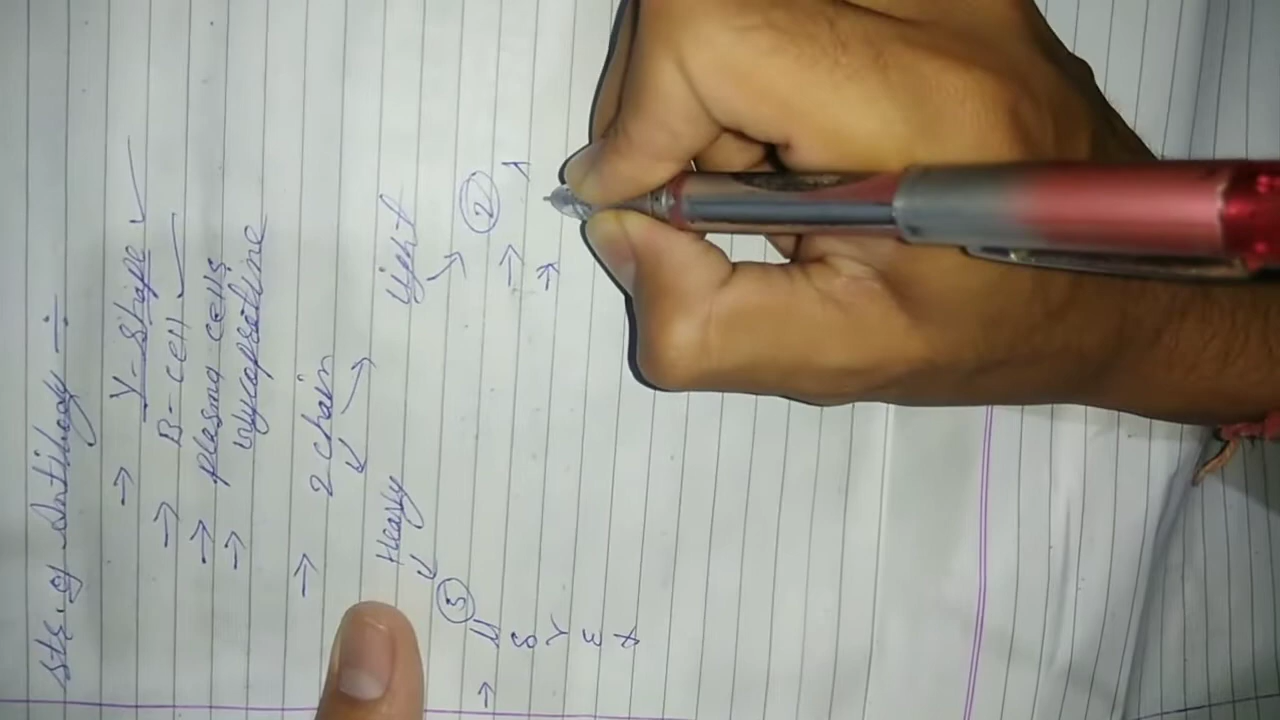 Str. of Antibody ÷
→ Y-Shape ✓
→ B-cell ✓
→ plasma cells
→ Glycoprotine
→ 2 chain
Heavy Light
5 2
→ μ → λ
δ →
γ
ε
α